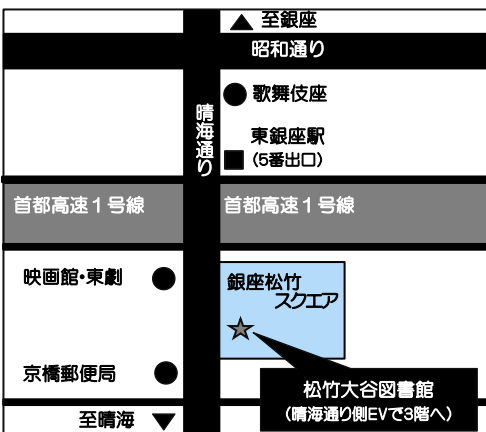 ▲ 至銀座
昭和通り
● 歌舞伎座
晴海通り
東銀座駅
■ (5番出口)
首都高速1号線
首都高速1号線
映画館・東劇 ●
銀座松竹
スクエア
☆
京橋郵便局 ●
松竹大谷図書館
(晴海通り側EVで3階へ)
至晴海 ▼